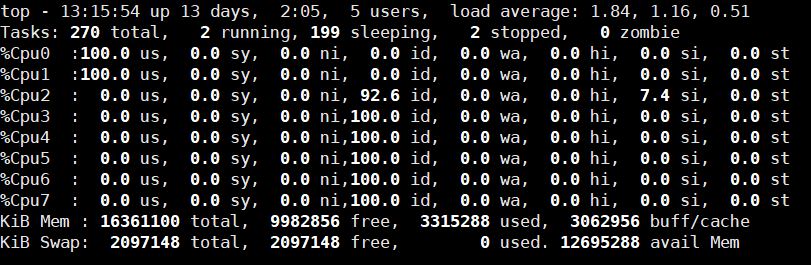 top - 13:15:54 up 13 days,  2:05,  5 users,  load average: 1.84, 1.16, 0.51
Tasks: 270 total,   2 running, 199 sleeping,   2 stopped,   0 zombie
%Cpu0  :100.0 us,  0.0 sy,  0.0 ni,  0.0 id,  0.0 wa,  0.0 hi,  0.0 si,  0.0 st
%Cpu1  :100.0 us,  0.0 sy,  0.0 ni,  0.0 id,  0.0 wa,  0.0 hi,  0.0 si,  0.0 st
%Cpu2  :  0.0 us,  0.0 sy,  0.0 ni, 92.6 id,  0.0 wa,  0.0 hi,  7.4 si,  0.0 st
%Cpu3  :  0.0 us,  0.0 sy,  0.0 ni,100.0 id,  0.0 wa,  0.0 hi,  0.0 si,  0.0 st
%Cpu4  :  0.0 us,  0.0 sy,  0.0 ni,100.0 id,  0.0 wa,  0.0 hi,  0.0 si,  0.0 st
%Cpu5  :  0.0 us,  0.0 sy,  0.0 ni,100.0 id,  0.0 wa,  0.0 hi,  0.0 si,  0.0 st
%Cpu6  :  0.0 us,  0.0 sy,  0.0 ni,100.0 id,  0.0 wa,  0.0 hi,  0.0 si,  0.0 st
%Cpu7  :  0.0 us,  0.0 sy,  0.0 ni,100.0 id,  0.0 wa,  0.0 hi,  0.0 si,  0.0 st
KiB Mem : 16361100 total,  9982856 free,  3315288 used,  3062956 buff/cache
KiB Swap:  2097148 total,  2097148 free,        0 used. 12695288 avail Mem